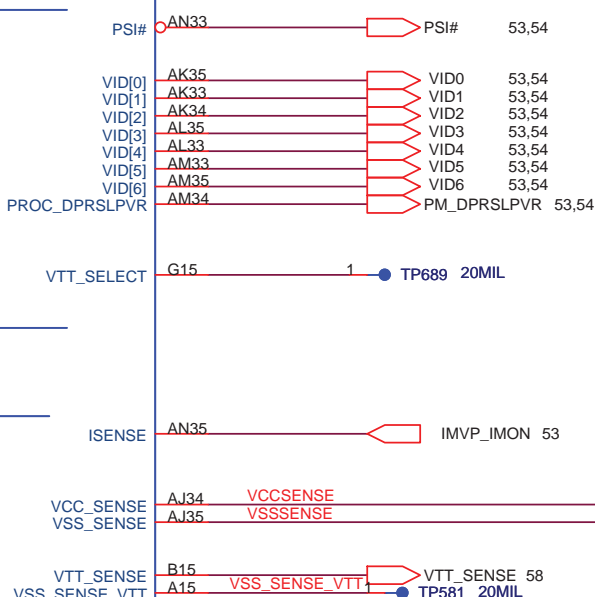 PSI# AN33 PSI# 53,54
VID[0] AK35 VID0 53,54
VID[1] AK33 VID1 53,54
VID[2] AK34 VID2 53,54
VID[3] AL35 VID3 53,54
VID[4] AL33 VID4 53,54
VID[5] AM33 VID5 53,54
VID[6] AM35 VID6 53,54
PROC_DPRSLPVR AM34 PM_DPRSLPVR 53,54
VTT_SELECT G15 1 TP689 20MIL
ISENSE AN35 IMVP_IMON 53
VCC_SENSE AJ34 VCCSENSE
VSS_SENSE AJ35 VSSSENSE
VTT_SENSE B15 VTT_SENSE 58
VSS_SENSE_VTT A15 VSS_SENSE_VTT 1 TP581 20MIL